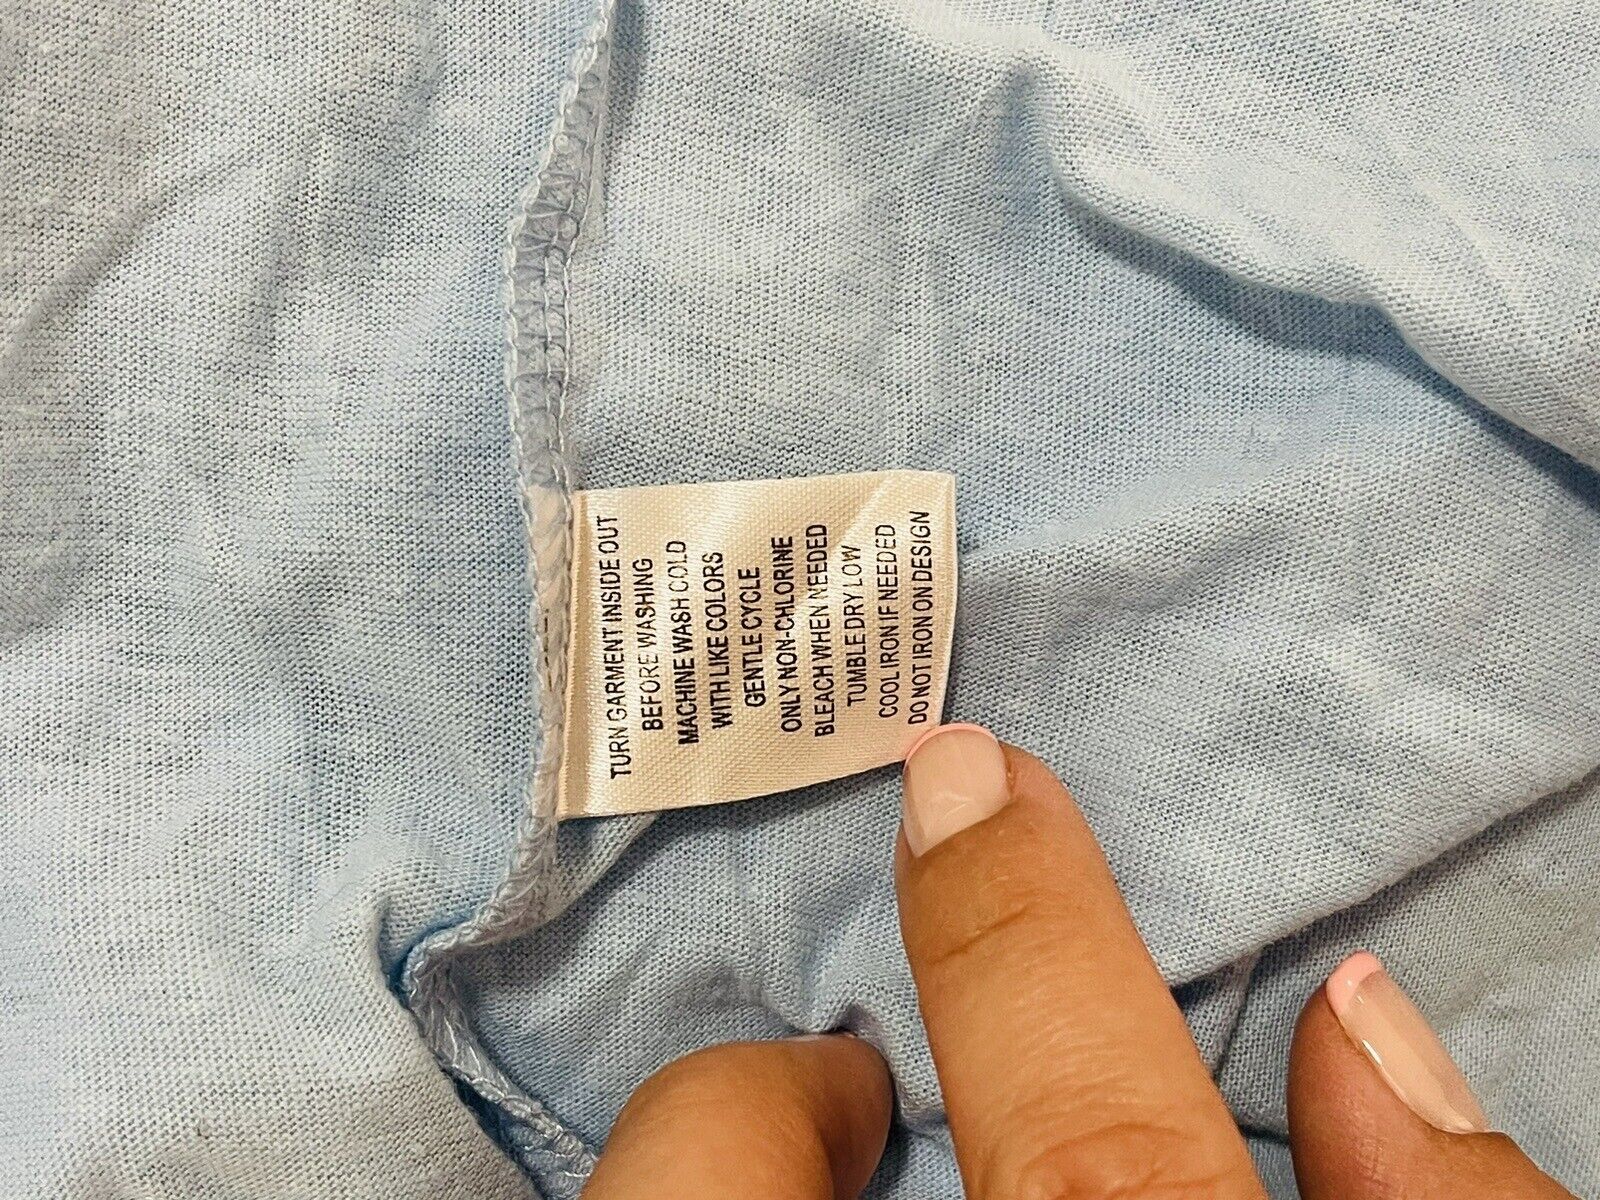 TURN GARMENT INSIDE OUT
BEFORE WASHING
MACHINE WASH COLD
WITH LIKE COLORS
GENTLE CYCLE
ONLY NON-CHLORINE
BLEACH WHEN NEEDED
TUMBLE DRY LOW
COOL IRON IF NEEDED
DO NOT IRON ON DESIGN